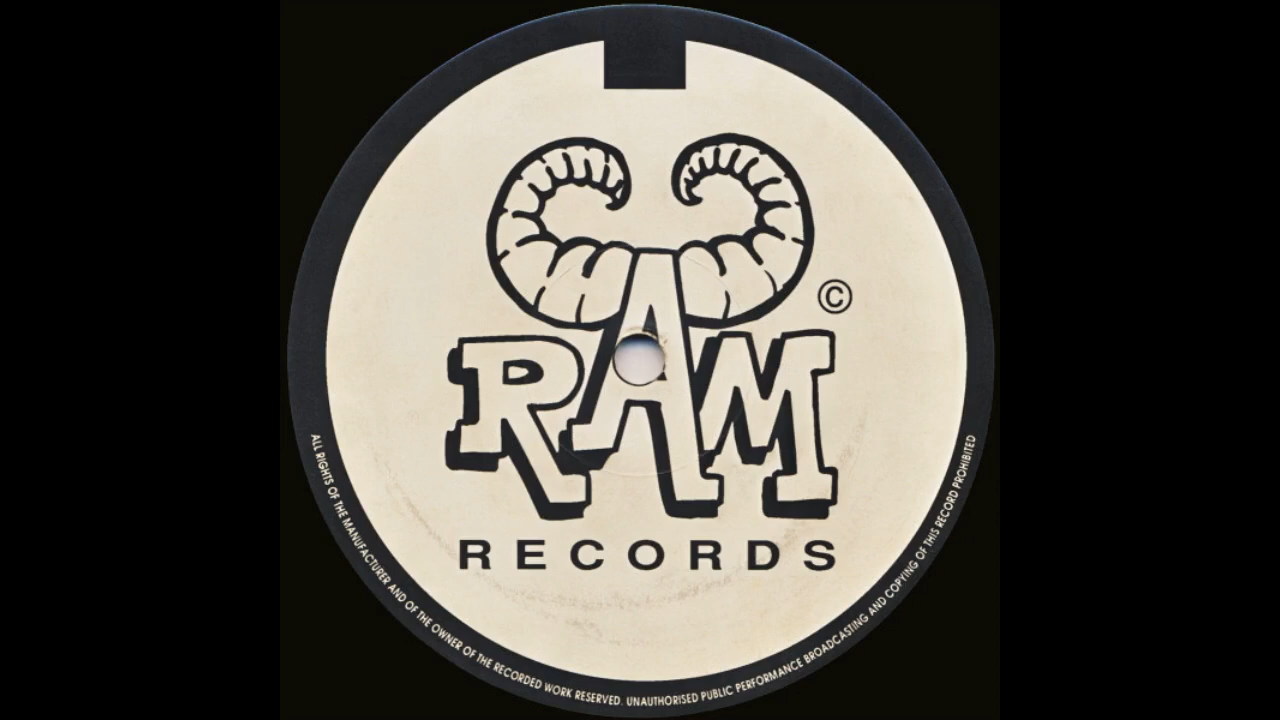 RAM
©
RECORDS
ALL RIGHTS OF THE MANUFACTURER AND OF THE OWNER OF THE RECORDED WORK RESERVED. UNAUTHORISED PUBLIC PERFORMANCE BROADCASTING AND COPYING OF THIS RECORD PROHIBITED